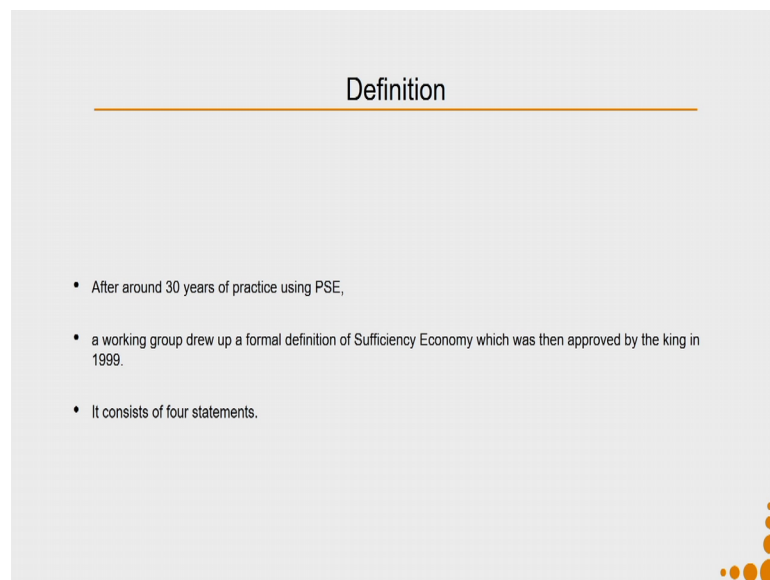 Definition
• After around 30 years of practice using PSE,
• a working group drew up a formal definition of Sufficiency Economy which was then approved by the king in
1999.
• It consists of four statements.